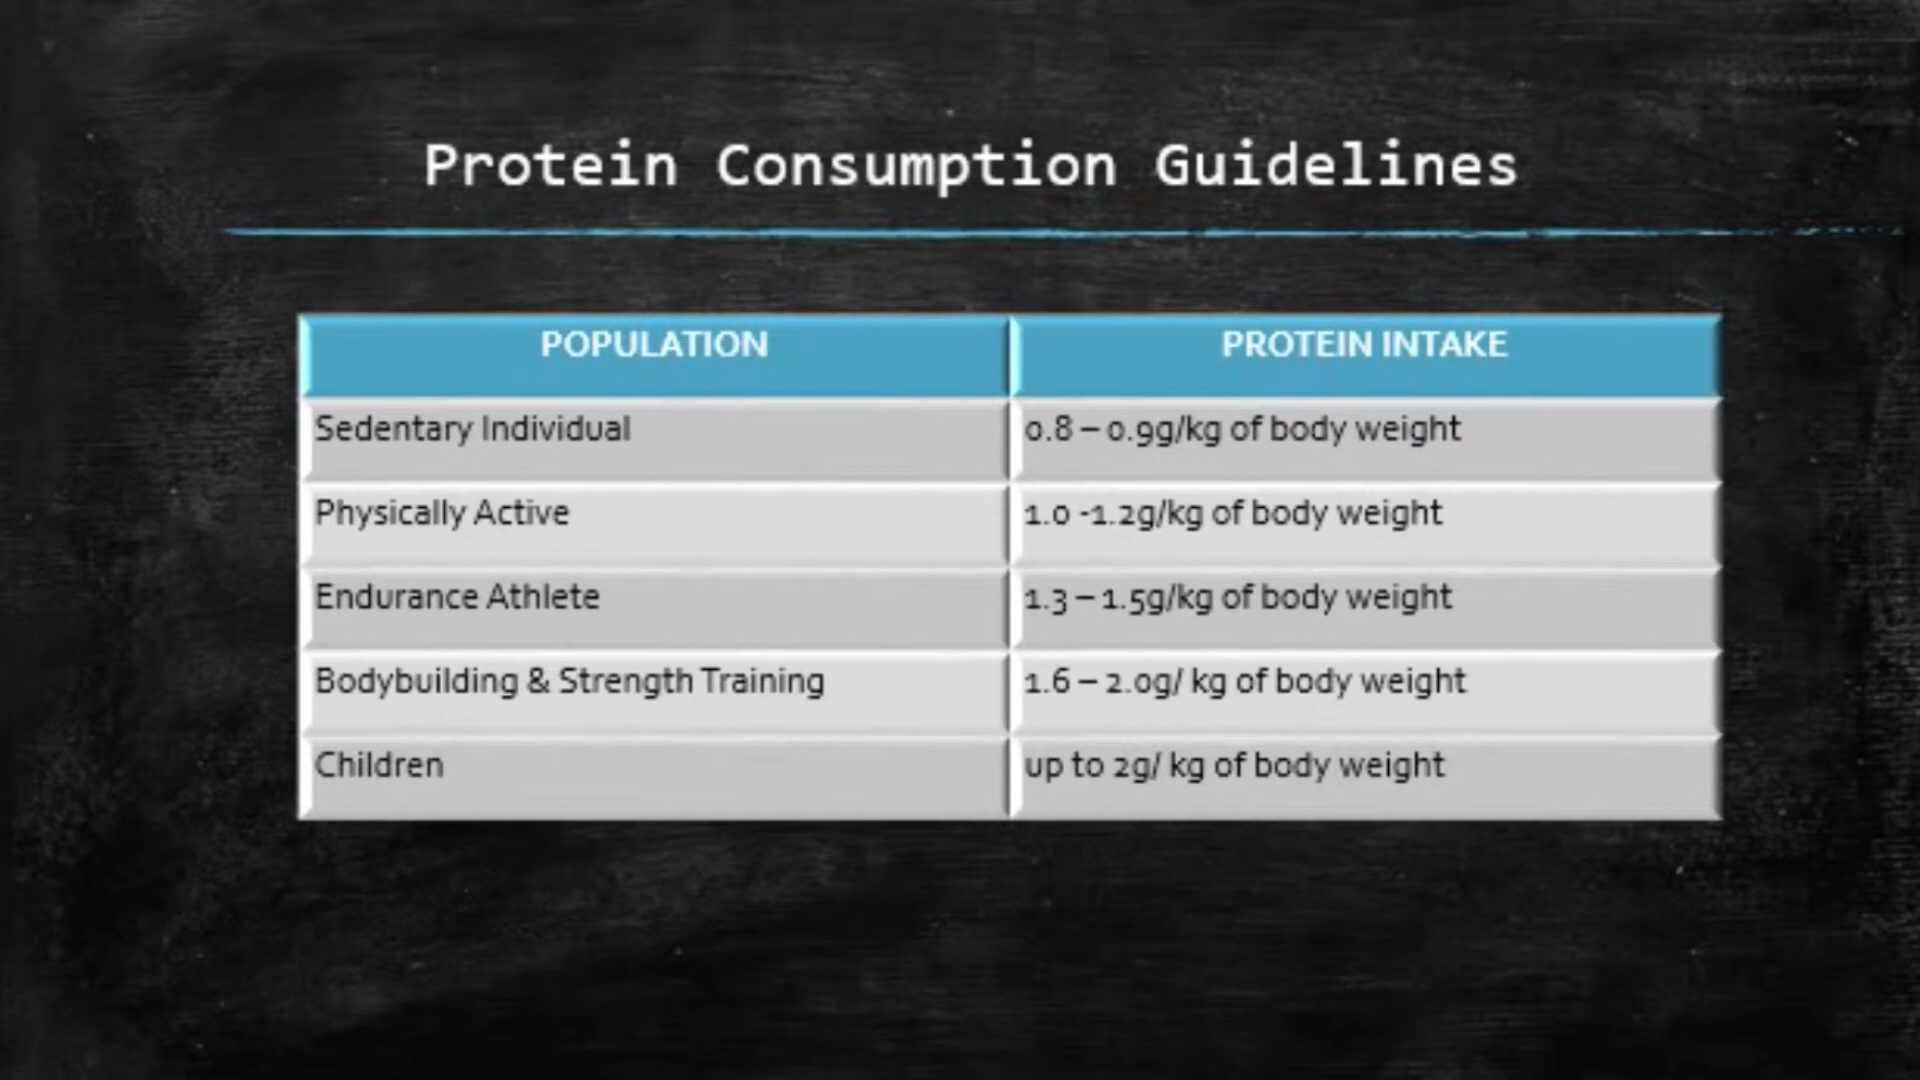 Protein Consumption Guidelines
POPULATION PROTEIN INTAKE
Sedentary Individual 0.8 – 0.9g/kg of body weight
Physically Active 1.0 -1.2g/kg of body weight
Endurance Athlete 1.3 – 1.5g/kg of body weight
Bodybuilding & Strength Training 1.6 – 2.0g/ kg of body weight
Children up to 2g/ kg of body weight